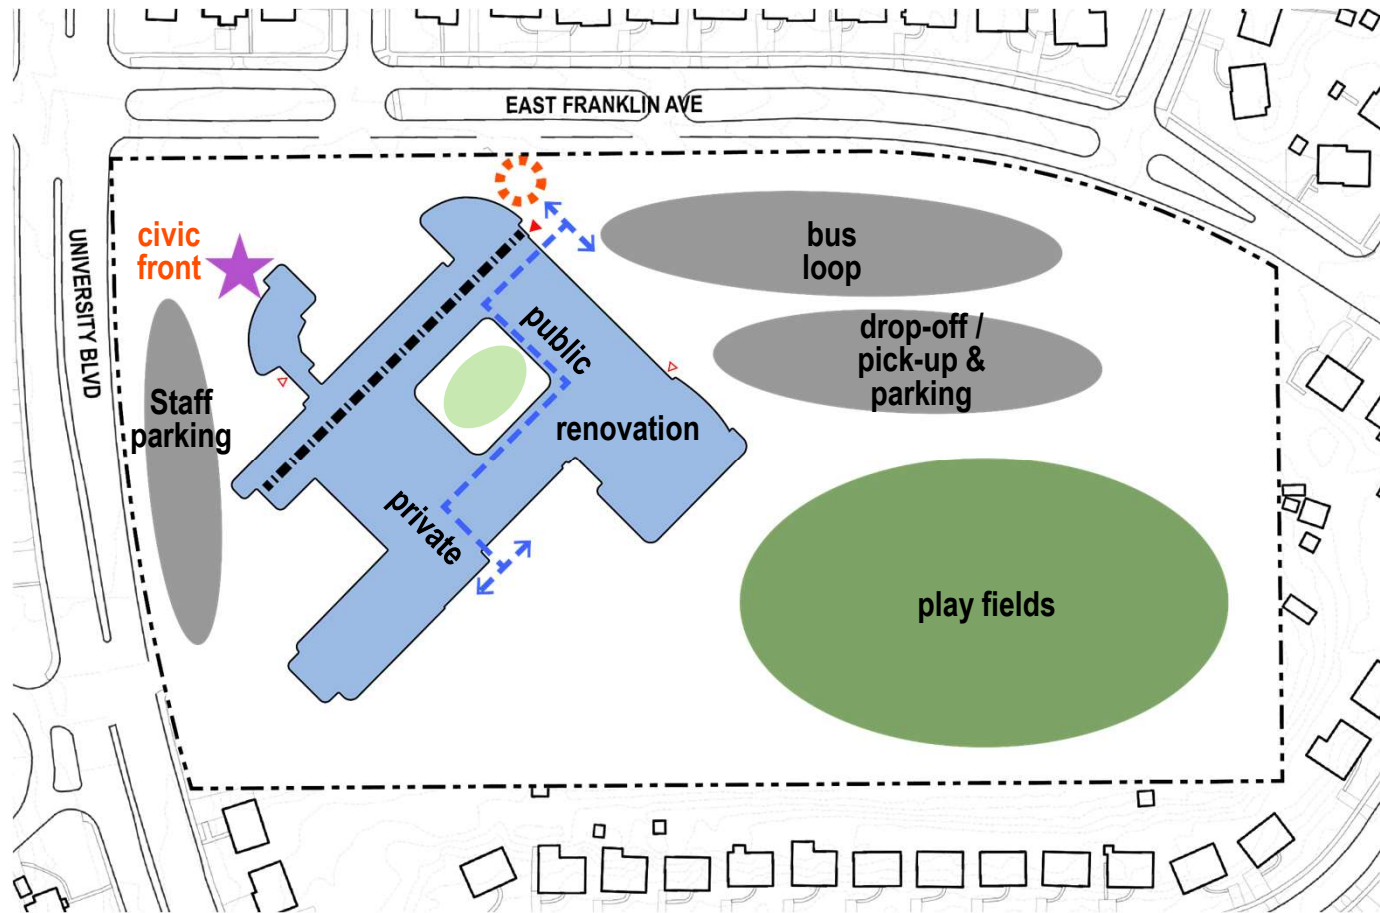 EAST FRANKLIN AVE
civic
front
UNIVERSITY BLVD
bus
loop
public
drop-off /
pick-up &
parking
Staff
parking
renovation
private
play fields